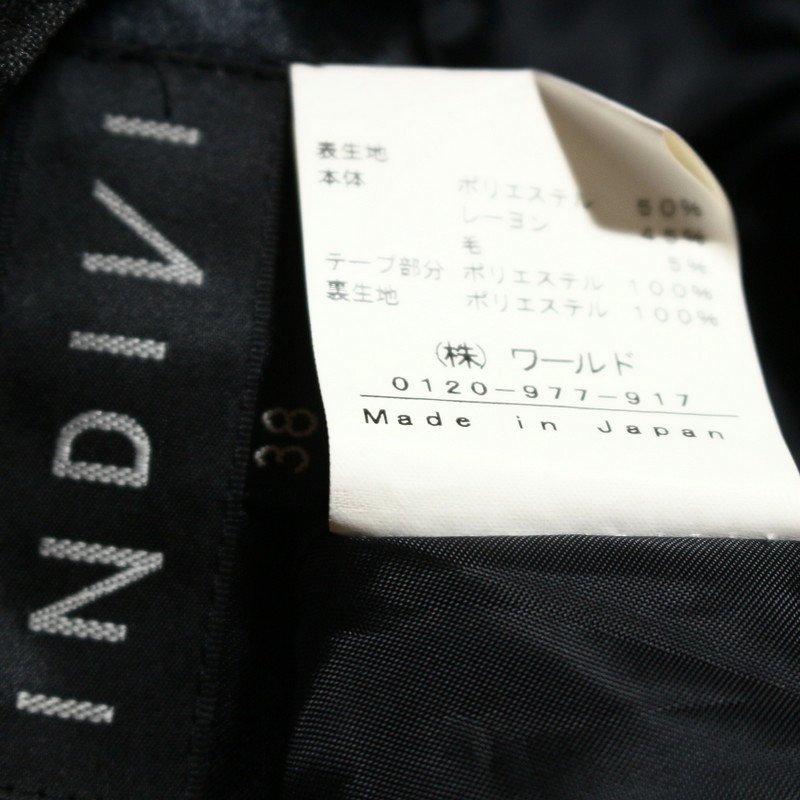 INDIVI
38
表生地
本体 ポリエステル 50%
レーヨン 45%
毛 5%
テープ部分 ポリエステル 100%
裏生地 ポリエステル 100%
(株) ワールド
0120-977-917
Made in Japan